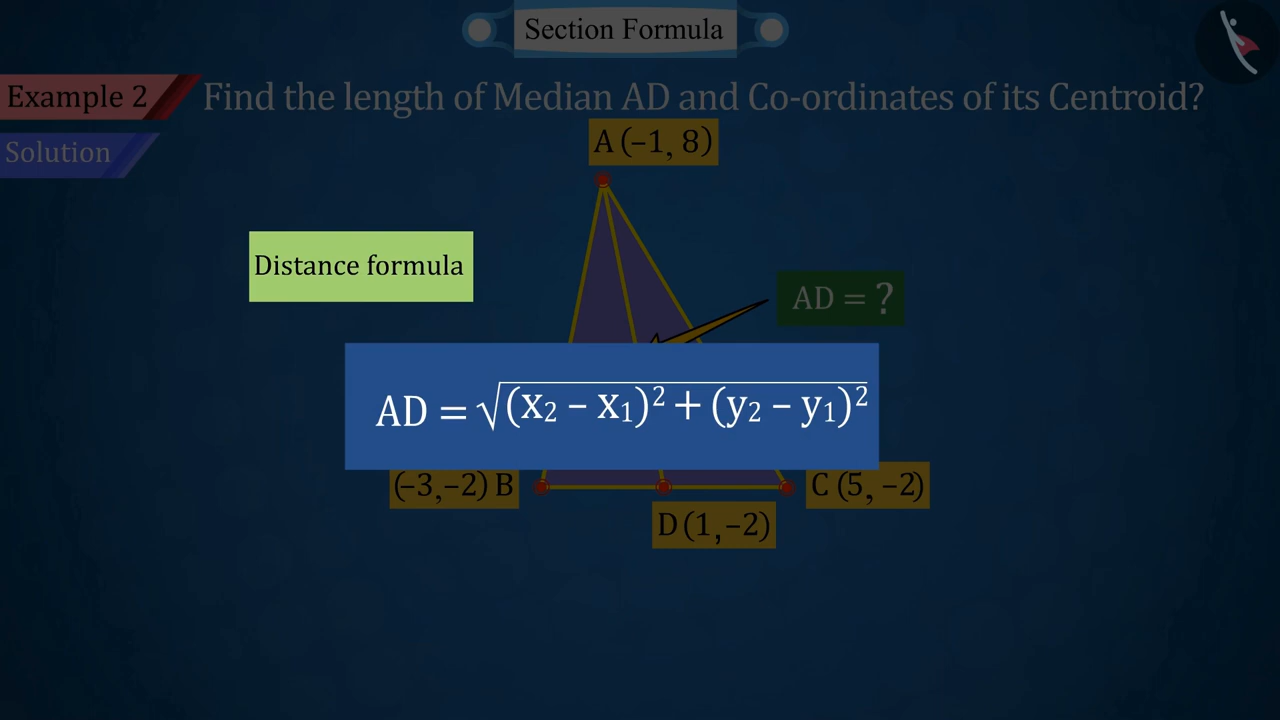 Section Formula
Example 2
Find the length of Median AD and Co-ordinates of its Centroid?
Solution
A (–1, 8)
Distance formula
AD = ?
AD = √(x₂ – x₁)² + (y₂ – y₁)²
(–3,–2) B
C (5, –2)
D (1,–2)